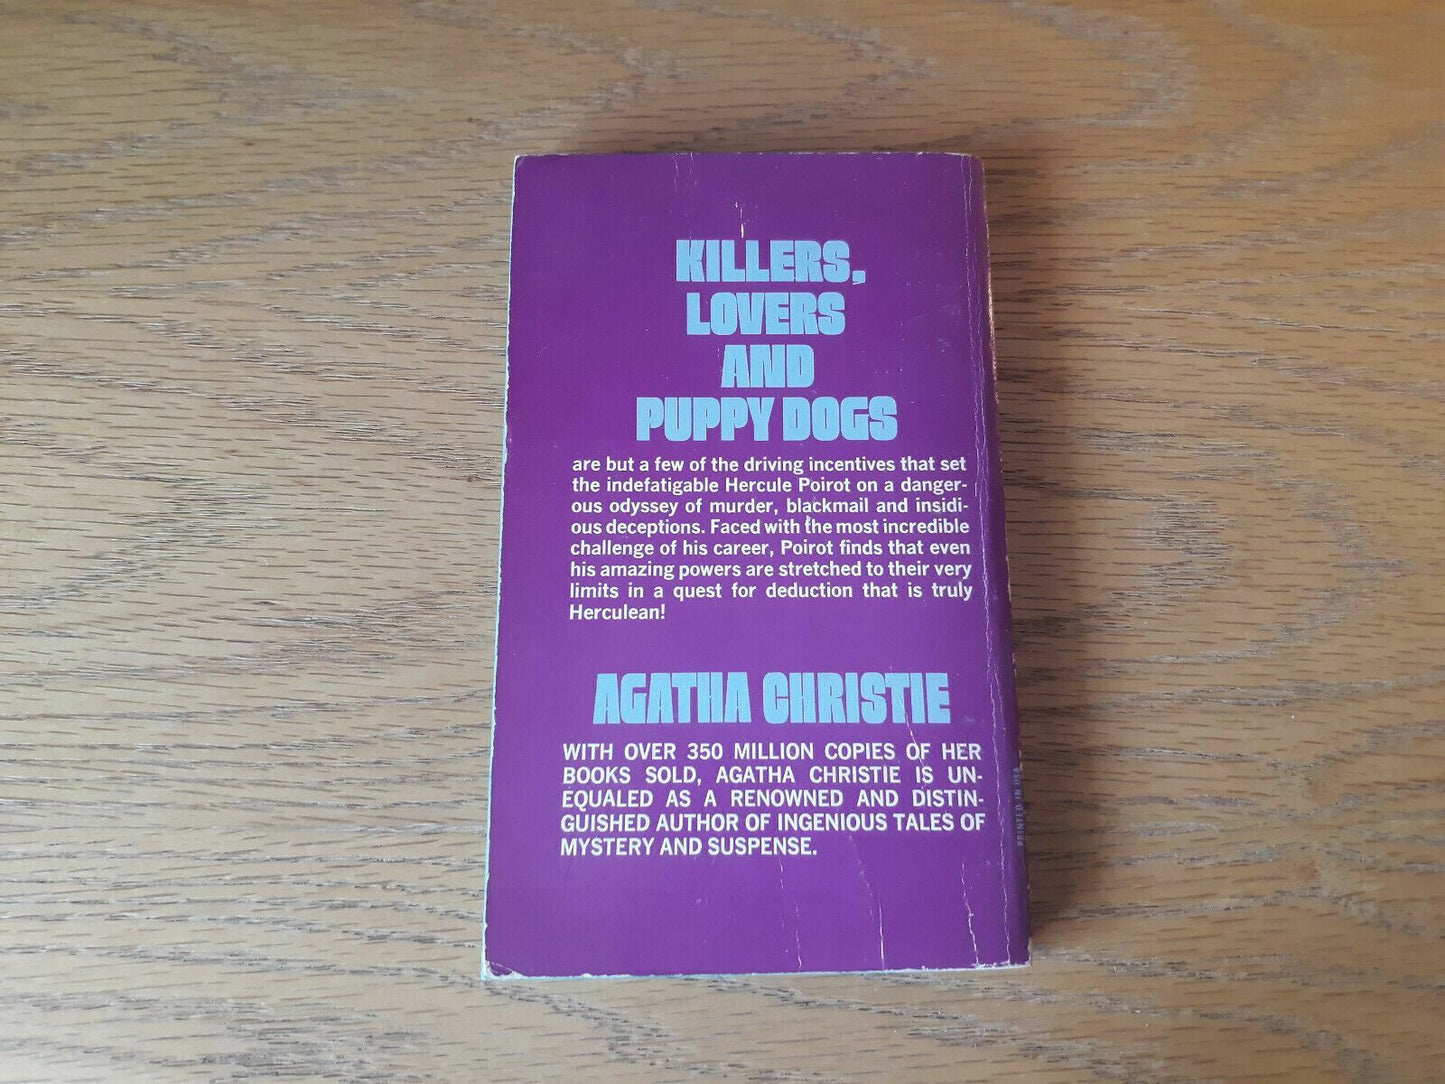 KILLERS,
LOVERS
AND
PUPPY DOGS
are but a few of the driving incentives that set
the indefatigable Hercule Poirot on a danger-
ous odyssey of murder, blackmail and insidi-
ous deceptions. Faced with the most incredible
challenge of his career, Poirot finds that even
his amazing powers are stretched to their very
limits in a quest for deduction that is truly
Herculean!
AGATHA CHRISTIE
WITH OVER 350 MILLION COPIES OF HER
BOOKS SOLD, AGATHA CHRISTIE IS UN-
EQUALED AS A RENOWNED AND DISTIN-
GUISHED AUTHOR OF INGENIOUS TALES OF
MYSTERY AND SUSPENSE.
PRINTED IN USA